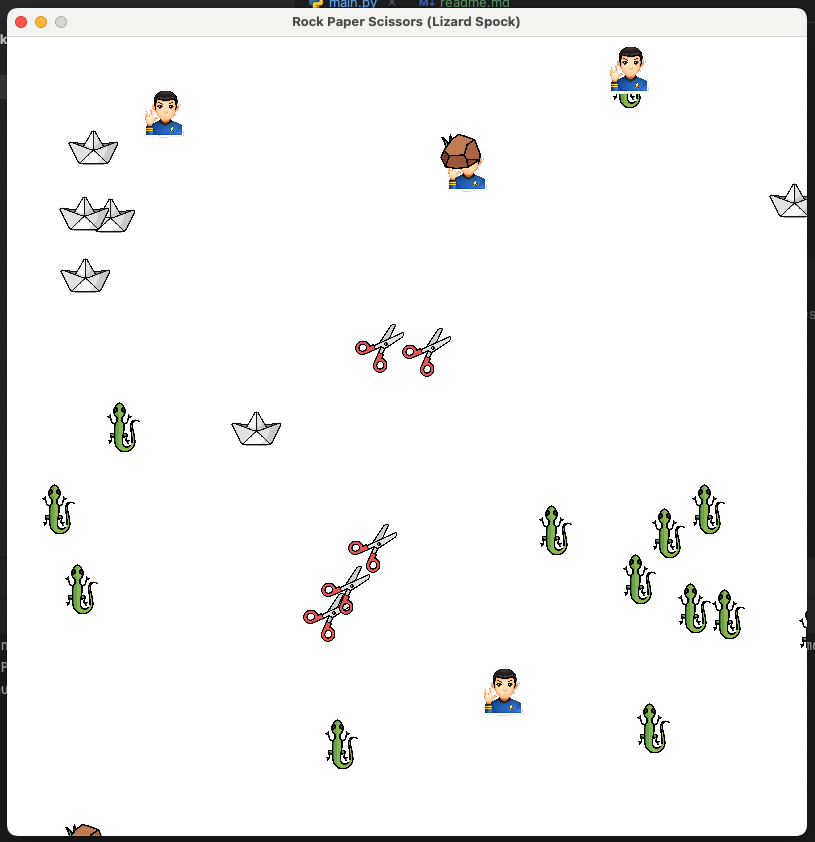 main.py × M↓ readme.md
Rock Paper Scissors (Lizard Spock)